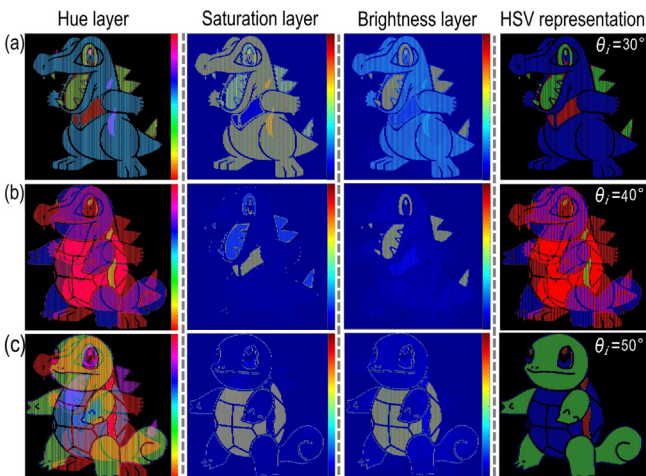 Hue layer
Saturation layer
Brightness layer
HSV representation
(a)
θᵢ=30°
(b)
θᵢ=40°
(c)
θᵢ=50°